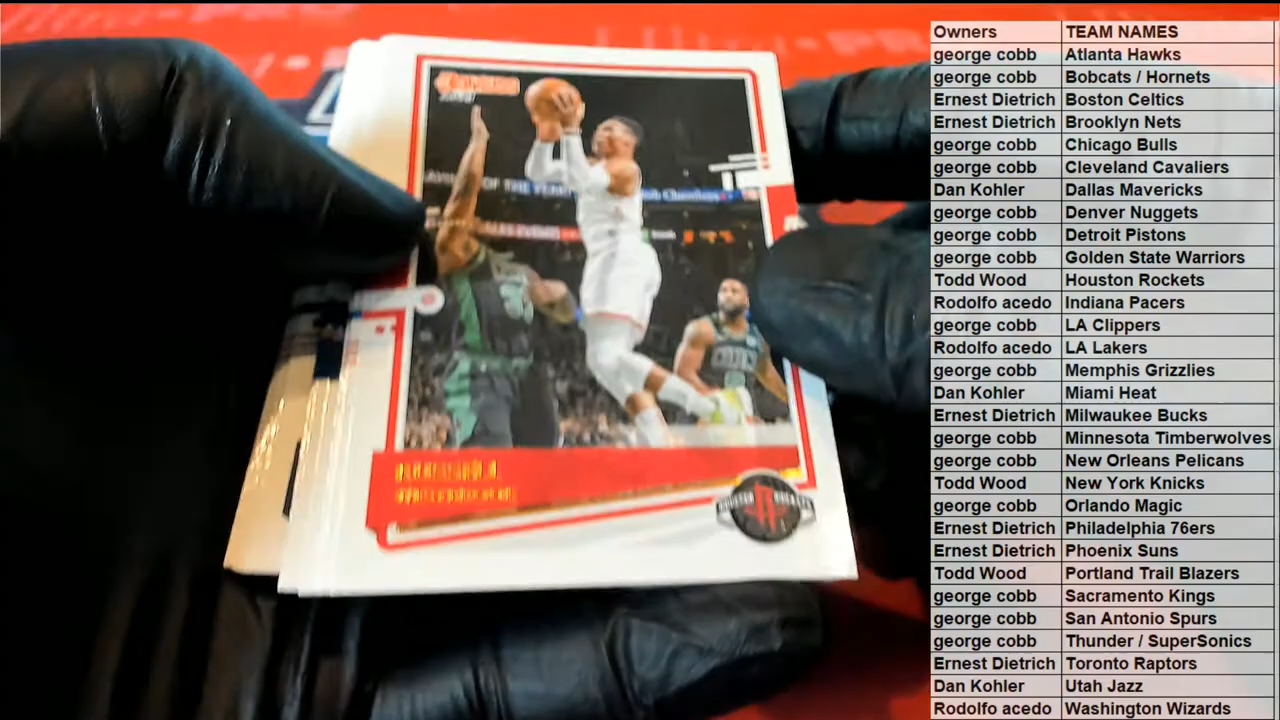 Owners TEAM NAMES
george cobb Atlanta Hawks
george cobb Bobcats / Hornets
Ernest Dietrich Boston Celtics
Ernest Dietrich Brooklyn Nets
george cobb Chicago Bulls
george cobb Cleveland Cavaliers
Dan Kohler Dallas Mavericks
george cobb Denver Nuggets
george cobb Detroit Pistons
george cobb Golden State Warriors
Todd Wood Houston Rockets
Rodolfo acedo Indiana Pacers
george cobb LA Clippers
Rodolfo acedo LA Lakers
george cobb Memphis Grizzlies
Dan Kohler Miami Heat
Ernest Dietrich Milwaukee Bucks
george cobb Minnesota Timberwolves
george cobb New Orleans Pelicans
Todd Wood New York Knicks
george cobb Orlando Magic
Ernest Dietrich Philadelphia 76ers
Ernest Dietrich Phoenix Suns
Todd Wood Portland Trail Blazers
george cobb Sacramento Kings
george cobb San Antonio Spurs
george cobb Thunder / SuperSonics
Ernest Dietrich Toronto Raptors
Dan Kohler Utah Jazz
Rodolfo acedo Washington Wizards
OF THE YEAR